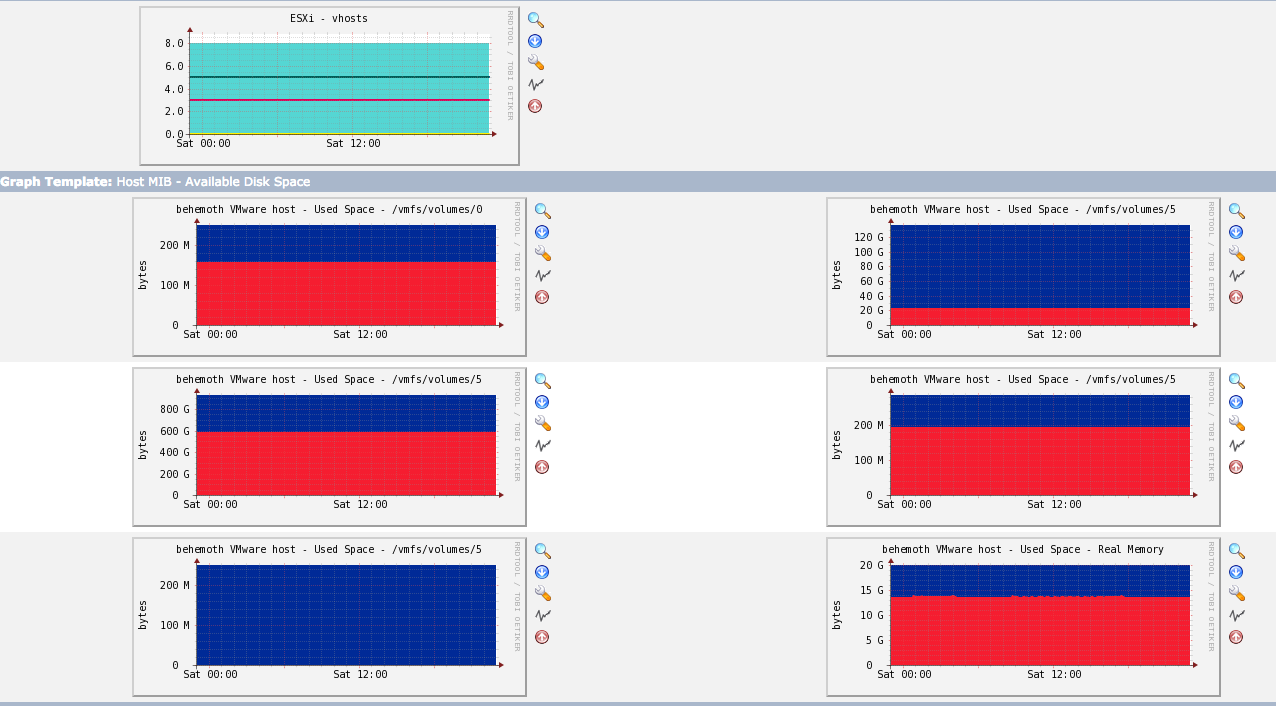 ESXi - vhosts
RRDTOOL / TOBI OETIKER
8.0
6.0
4.0
2.0
0.0
Sat 00:00 Sat 12:00
Graph Template: Host MIB - Available Disk Space
behemoth VMware host - Used Space - /vmfs/volumes/0
RRDTOOL / TOBI OETIKER
bytes
200 M
100 M
0
Sat 00:00 Sat 12:00
behemoth VMware host - Used Space - /vmfs/volumes/5
RRDTOOL / TOBI OETIKER
bytes
120 G
100 G
80 G
60 G
40 G
20 G
0
Sat 00:00 Sat 12:00
behemoth VMware host - Used Space - /vmfs/volumes/5
RRDTOOL / TOBI OETIKER
bytes
800 G
600 G
400 G
200 G
0
Sat 00:00 Sat 12:00
behemoth VMware host - Used Space - /vmfs/volumes/5
RRDTOOL / TOBI OETIKER
bytes
200 M
100 M
0
Sat 00:00 Sat 12:00
behemoth VMware host - Used Space - /vmfs/volumes/5
RRDTOOL / TOBI OETIKER
bytes
200 M
100 M
0
Sat 00:00 Sat 12:00
behemoth VMware host - Used Space - Real Memory
RRDTOOL / TOBI OETIKER
bytes
20 G
15 G
10 G
5 G
0
Sat 00:00 Sat 12:00